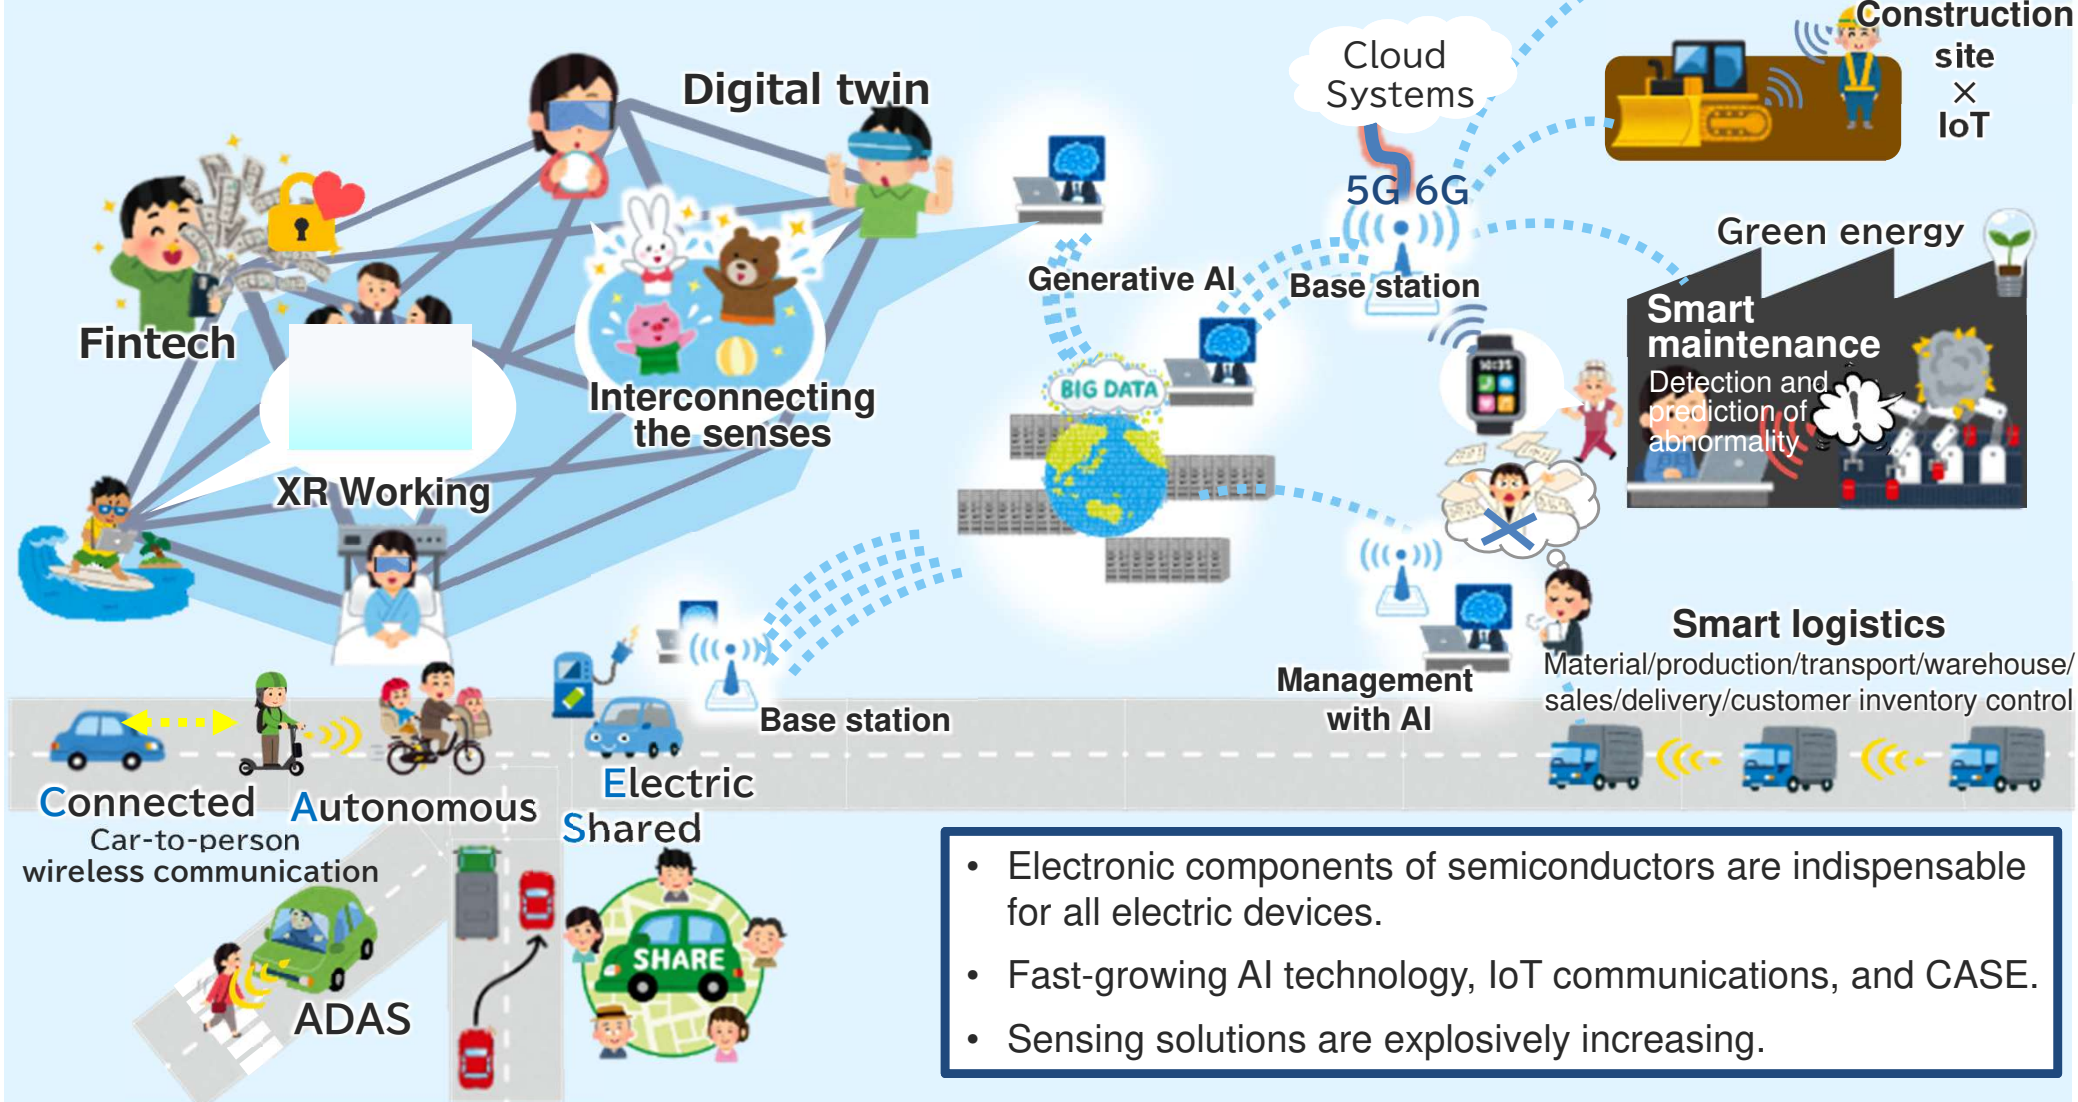 Construction
site
×
IoT
Cloud
Systems
Digital twin
5G 6G
Green energy
Generative AI
Base station
Smart
maintenance
Detection and
prediction of
abnormality
Fintech
10:35
BIG DATA
Interconnecting
the senses
XR Working
Smart logistics
Material/production/transport/warehouse/
sales/delivery/customer inventory control
Management
with AI
Base station
Electric
Connected
Autonomous
Shared
Car-to-person
wireless communication
SHARE
ADAS
• Electronic components of semiconductors are indispensable
for all electric devices.
• Fast-growing AI technology, IoT communications, and CASE.
• Sensing solutions are explosively increasing.